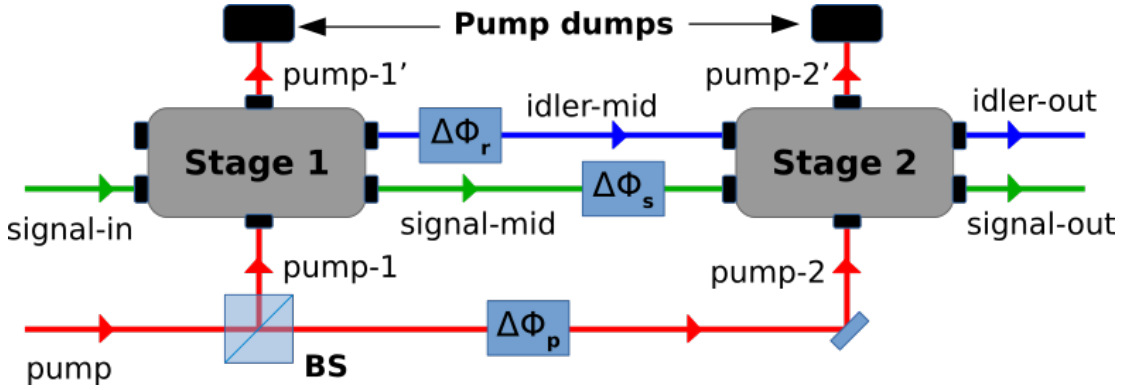 Pump dumps
pump-1’
pump-2’
idler-mid
idler-out
ΔΦr
Stage 1
Stage 2
ΔΦs
signal-in
signal-mid
signal-out
pump-1
pump-2
ΔΦp
pump
BS